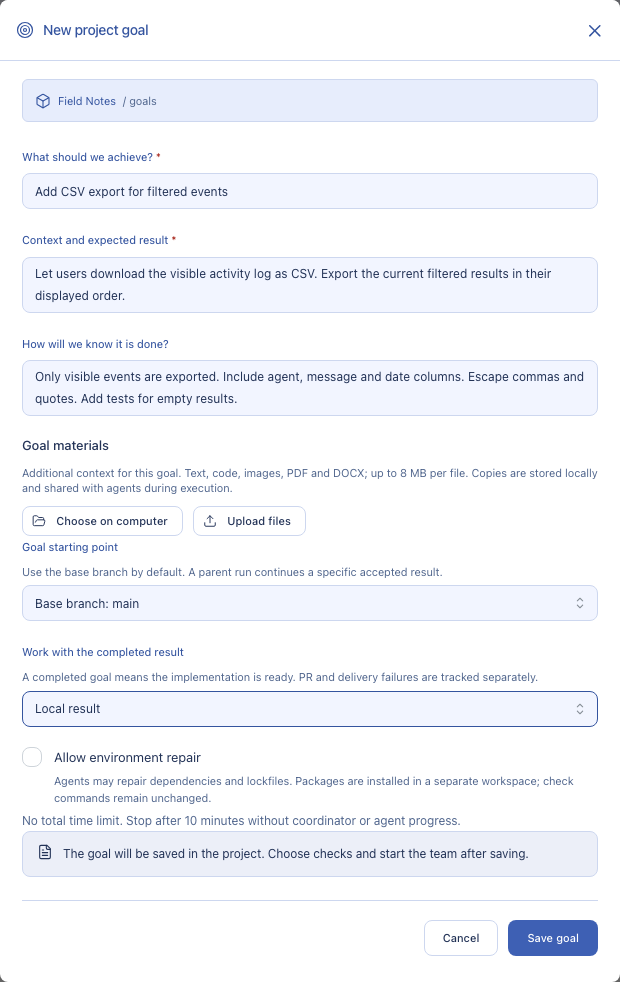 New project goal
Field Notes / goals
What should we achieve? *
Add CSV export for filtered events
Context and expected result *
Let users download the visible activity log as CSV. Export the current filtered results in their
displayed order.
How will we know it is done?
Only visible events are exported. Include agent, message and date columns. Escape commas and
quotes. Add tests for empty results.
Goal materials
Additional context for this goal. Text, code, images, PDF and DOCX; up to 8 MB per file. Copies are stored locally
and shared with agents during execution.
Choose on computer
Upload files
Goal starting point
Use the base branch by default. A parent run continues a specific accepted result.
Base branch: main
Work with the completed result
A completed goal means the implementation is ready. PR and delivery failures are tracked separately.
Local result
Allow environment repair
Agents may repair dependencies and lockfiles. Packages are installed in a separate workspace; check
commands remain unchanged.
No total time limit. Stop after 10 minutes without coordinator or agent progress.
The goal will be saved in the project. Choose checks and start the team after saving.
Cancel
Save goal